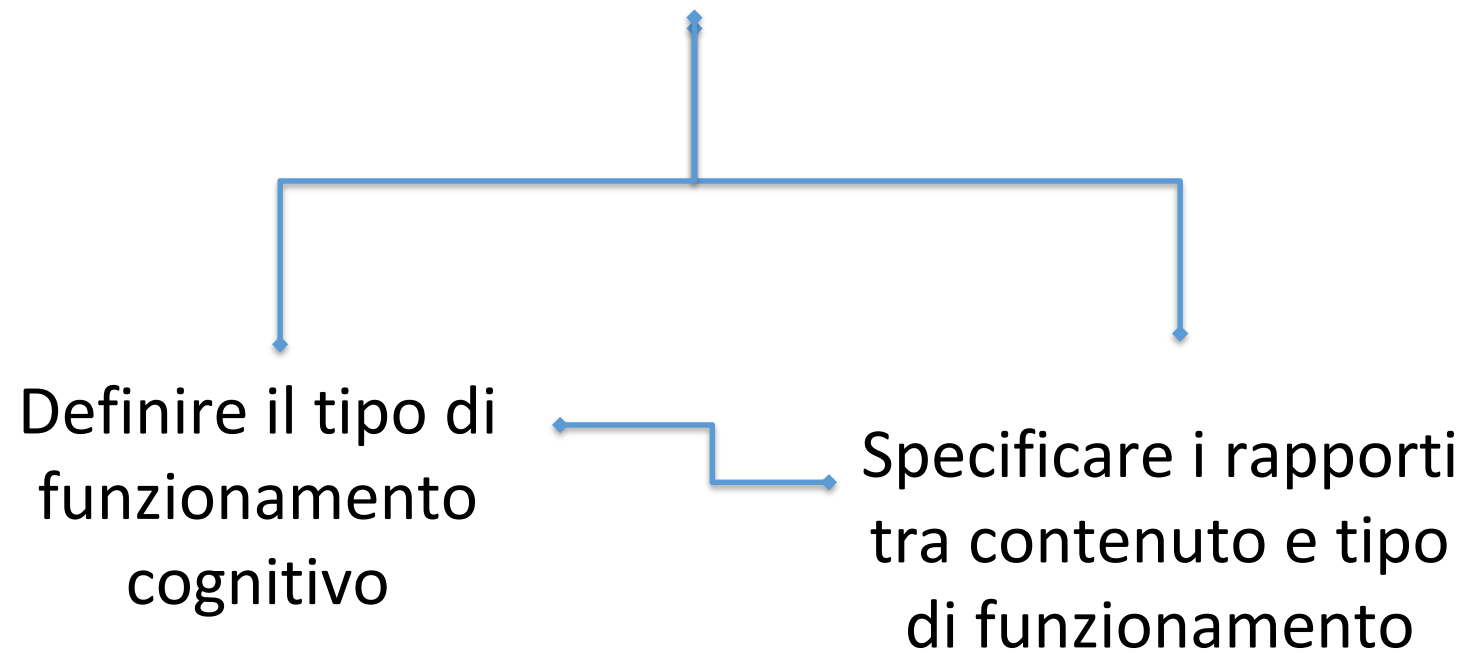 Definire il tipo di
funzionamento
cognitivo
Specificare i rapporti
tra contenuto e tipo
di funzionamento